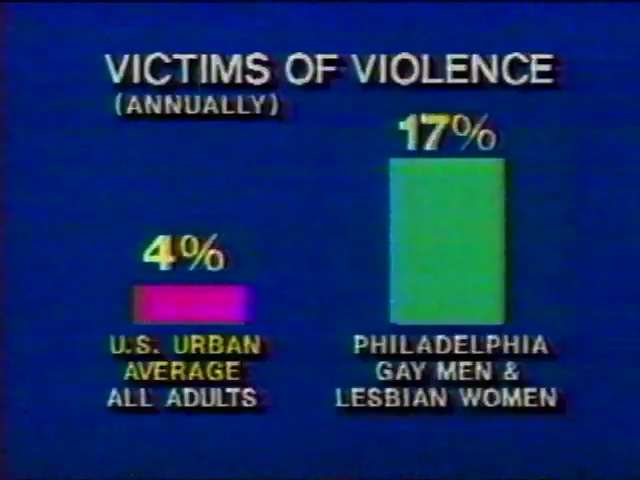 VICTIMS OF VIOLENCE
(ANNUALLY)
17%
4%
U.S. URBAN
AVERAGE
ALL ADULTS
PHILADELPHIA
GAY MEN &
LESBIAN WOMEN